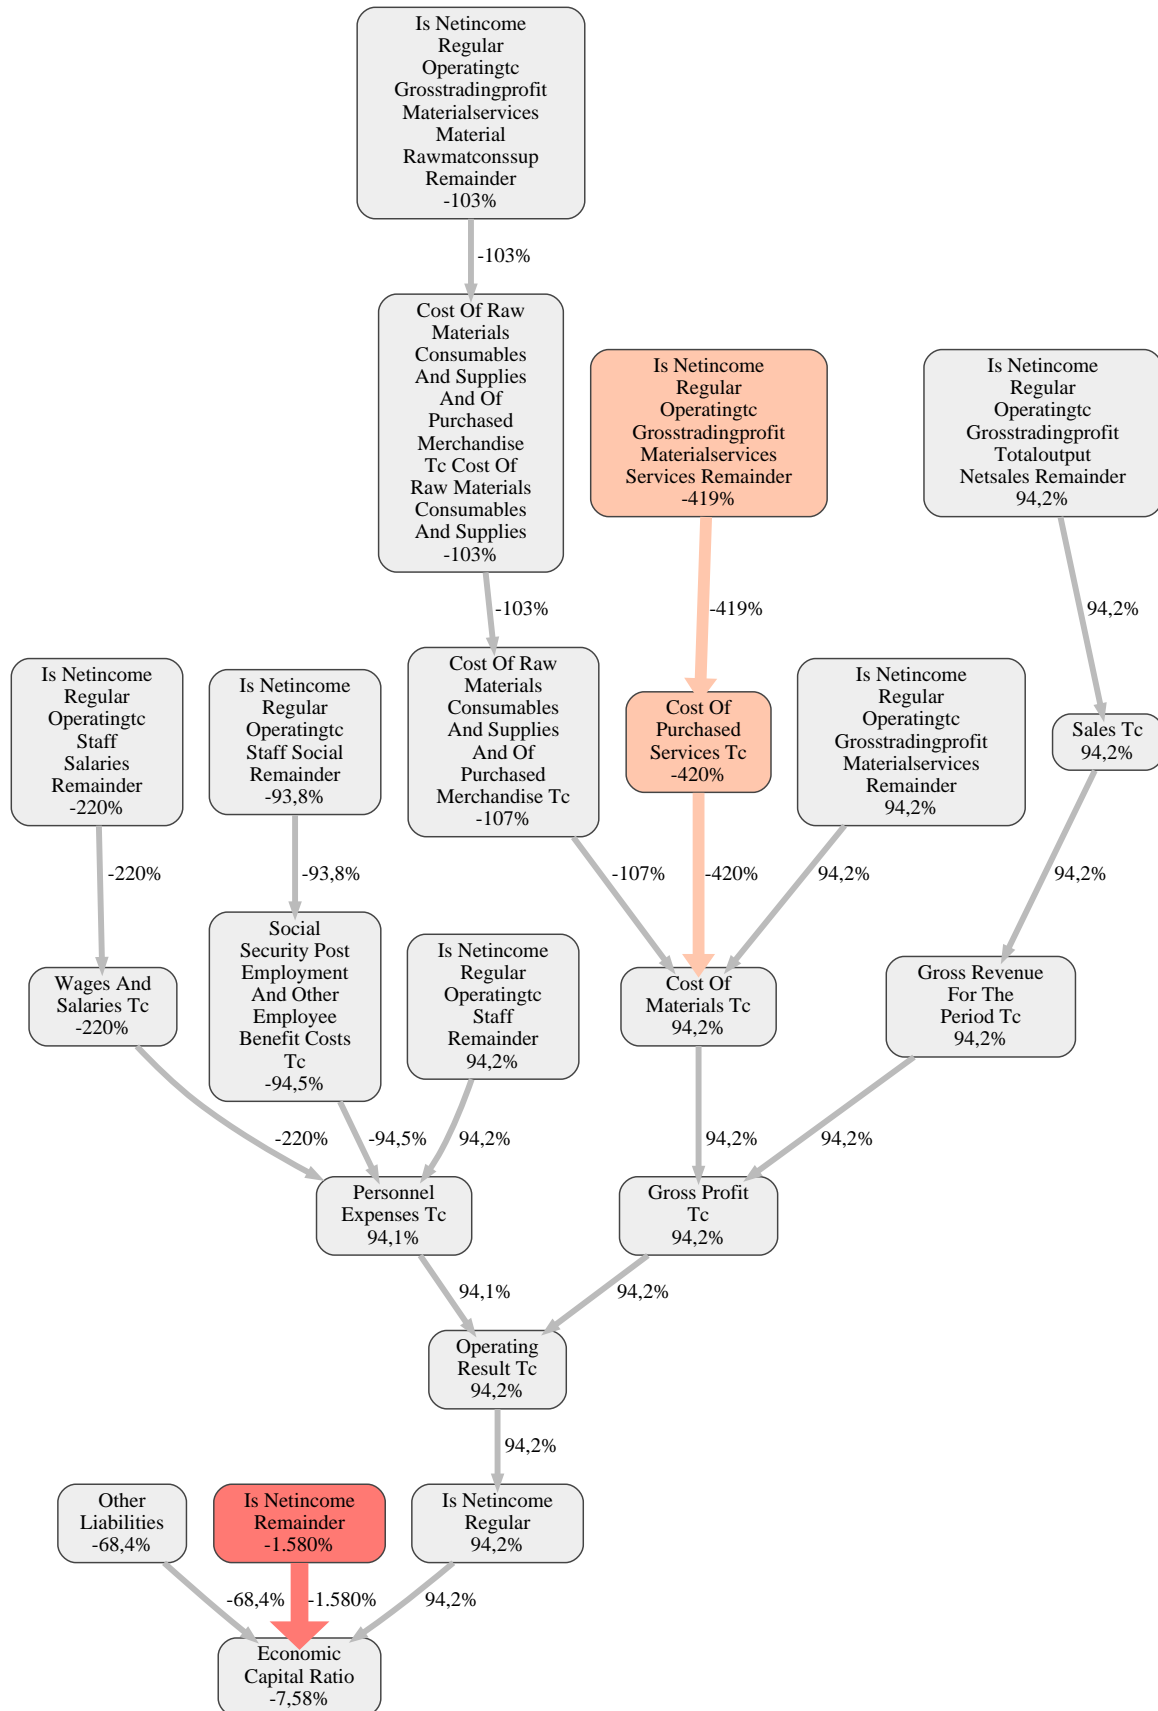 Is Netincome
Regular
Operatingtc
Grosstradingprofit
Materialservices
Material
Rawmatconssup
Remainder
-103%
-103%
Cost Of Raw
Materials
Consumables
And Supplies
And Of
Purchased
Merchandise
Tc Cost Of
Raw Materials
Consumables
And Supplies
-103%
Is Netincome
Regular
Operatingtc
Grosstradingprofit
Materialservices
Services Remainder
-419%
Is Netincome
Regular
Operatingtc
Grosstradingprofit
Totaloutput
Netsales Remainder
94,2%
-103%
-419%
94,2%
Is Netincome
Regular
Operatingtc
Staff
Salaries
Remainder
-220%
Is Netincome
Regular
Operatingtc
Staff Social
Remainder
-93,8%
Cost Of Raw
Materials
Consumables
And Supplies
And Of
Purchased
Merchandise Tc
-107%
Cost Of
Purchased
Services Tc
-420%
Is Netincome
Regular
Operatingtc
Grosstradingprofit
Materialservices
Remainder
94,2%
Sales Tc
94,2%
-220%
-93,8%
-107%
-420%
94,2%
94,2%
Wages And
Salaries Tc
-220%
Social
Security Post
Employment
And Other
Employee
Benefit Costs
Tc
-94,5%
Is Netincome
Regular
Operatingtc
Staff
Remainder
94,2%
Cost Of
Materials Tc
94,2%
Gross Revenue
For The
Period Tc
94,2%
-220%
-94,5%
94,2%
94,2%
94,2%
Personnel
Expenses Tc
94,1%
Gross Profit
Tc
94,2%
94,1%
94,2%
Operating
Result Tc
94,2%
94,2%
Other
Liabilities
-68,4%
Is Netincome
Remainder
-1.580%
Is Netincome
Regular
94,2%
-68,4%
-1.580%
94,2%
Economic
Capital Ratio
-7,58%